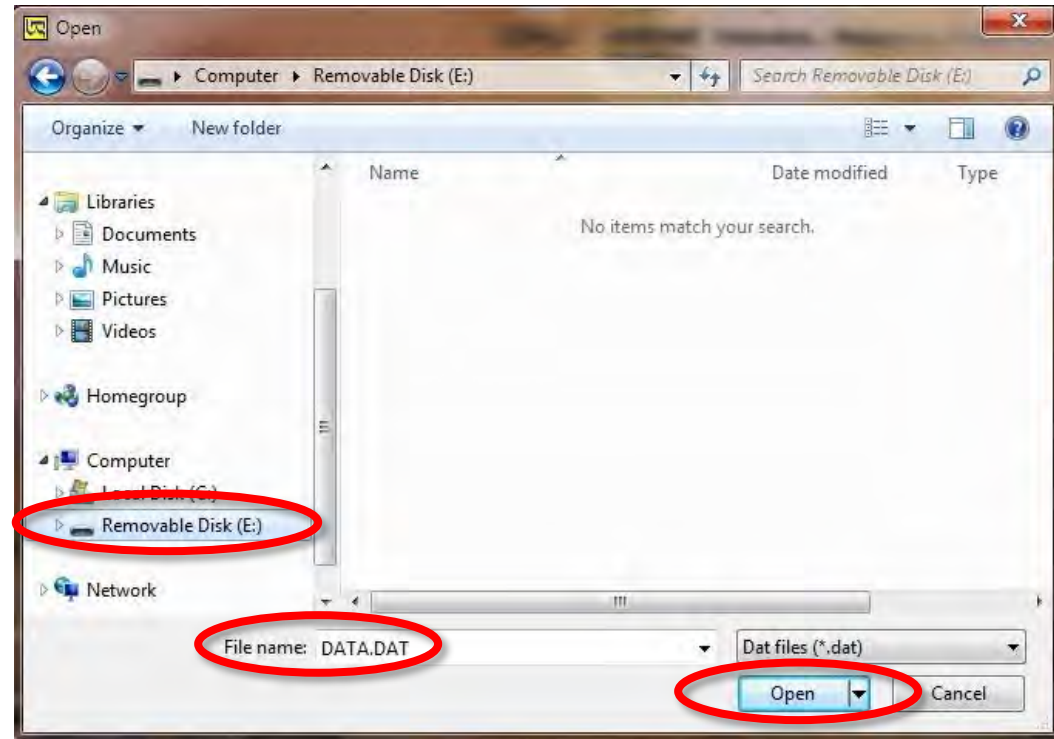 Open
Computer Removable Disk (E:) Search Removable Disk (E:)
Organize New folder
Name Date modified Type
No items match your search.
Libraries
Documents
Music
Pictures
Videos
Homegroup
Computer
Local Disk (C:)
Removable Disk (E:)
Network
File name: DATA.DAT Dat files (*.dat)
Open Cancel